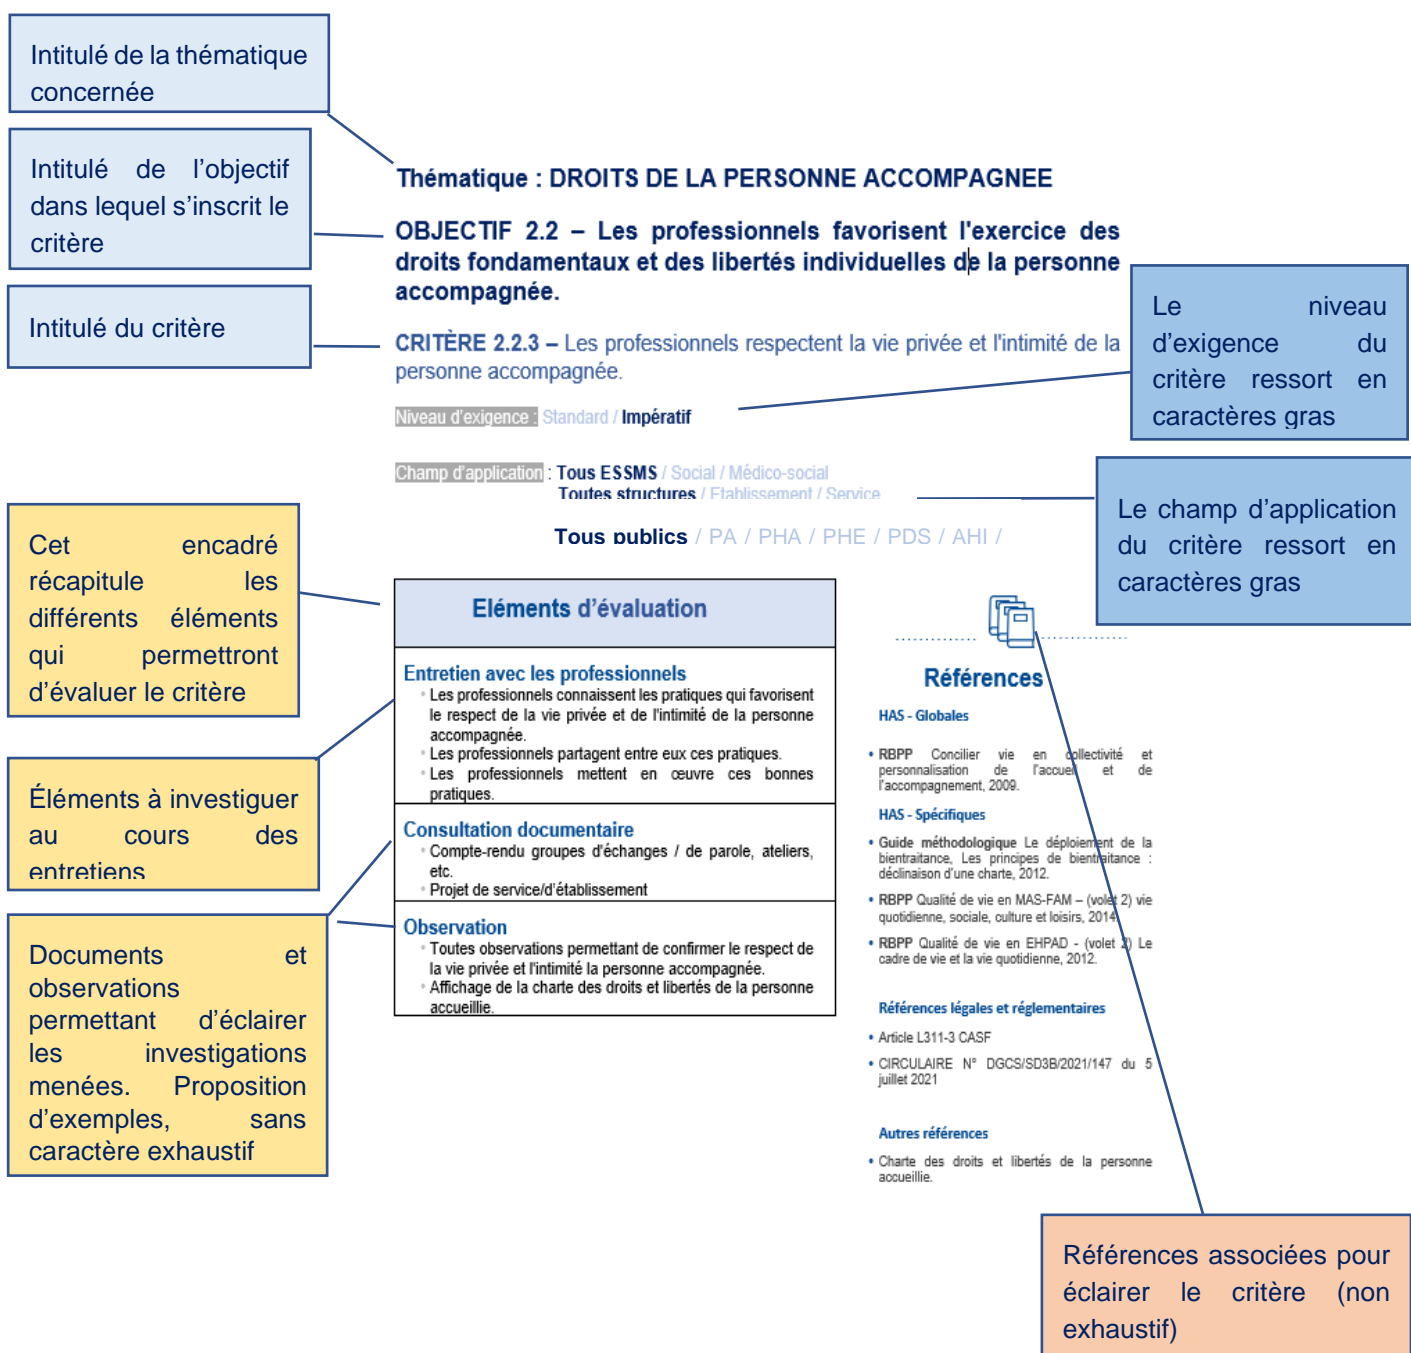 Intitulé de la thématique
concernée
Intitulé de l’objectif
dans lequel s’inscrit le
critère
Intitulé du critère
Thématique : DROITS DE LA PERSONNE ACCOMPAGNEE
OBJECTIF 2.2 – Les professionnels favorisent l'exercice des
droits fondamentaux et des libertés individuelles de la personne
accompagnée.
CRITÈRE 2.2.3 – Les professionnels respectent la vie privée et l'intimité de la
personne accompagnée.
Niveau d’exigence : Standard / Impératif
Champ d’application : Tous ESSMS / Social / Médico-social
Toutes structures / Etablissement / Service
Tous publics / PA / PHA / PHE / PDS / AHI /
Le niveau
d’exigence du
critère ressort en
caractères gras
Le champ d’application
du critère ressort en
caractères gras
Cet encadré
récapitule les
différents éléments
qui permettront
d’évaluer le critère
Éléments à investiguer
au cours des
entretiens
Documents et
observations
permettant d’éclairer
les investigations
menées. Proposition
d’exemples, sans
caractère exhaustif
Eléments d’évaluation
Entretien avec les professionnels
◦ Les professionnels connaissent les pratiques qui favorisent
le respect de la vie privée et de l'intimité de la personne
accompagnée.
◦ Les professionnels partagent entre eux ces pratiques.
◦ Les professionnels mettent en œuvre ces bonnes
pratiques.
Consultation documentaire
◦ Compte-rendu groupes d'échanges / de parole, ateliers,
etc.
◦ Projet de service/d'établissement
Observation
◦ Toutes observations permettant de confirmer le respect de
la vie privée et l'intimité la personne accompagnée.
◦ Affichage de la charte des droits et libertés de la personne
accueillie.
Références
HAS - Globales
• RBPP Concilier vie en collectivité et
personnalisation de l'accueil et de
l'accompagnement, 2009.
HAS - Spécifiques
• Guide méthodologique Le déploiement de la
bientraitance, Les principes de bientraitance :
déclinaison d'une charte, 2012.
• RBPP Qualité de vie en MAS-FAM – (volet 2) vie
quotidienne, sociale, culture et loisirs, 2014.
• RBPP Qualité de vie en EHPAD - (volet 2) Le
cadre de vie et la vie quotidienne, 2012.
Références légales et réglementaires
• Article L311-3 CASF
• CIRCULAIRE N° DGCS/SD3B/2021/147 du 5
juillet 2021
Autres références
• Charte des droits et libertés de la personne
accueillie.
Références associées pour
éclairer le critère (non
exhaustif)